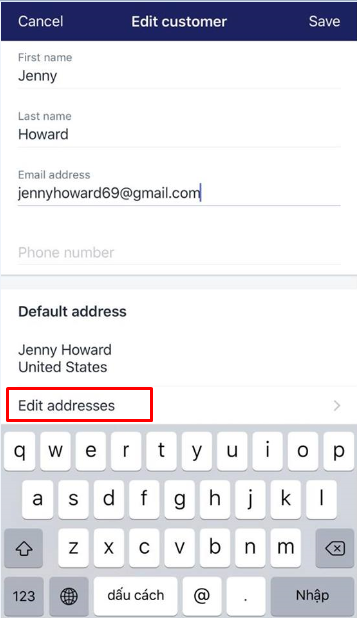 Cancel Edit customer Save
First name
Jenny
Last name
Howard
Email address
jennyhoward69@gmail.com
Phone number
Default address
Jenny Howard
United States
Edit addresses
q w e r t y u i o p
a s d f g h j k l
z x c v b n m
123 dấu cách @ . Nhập